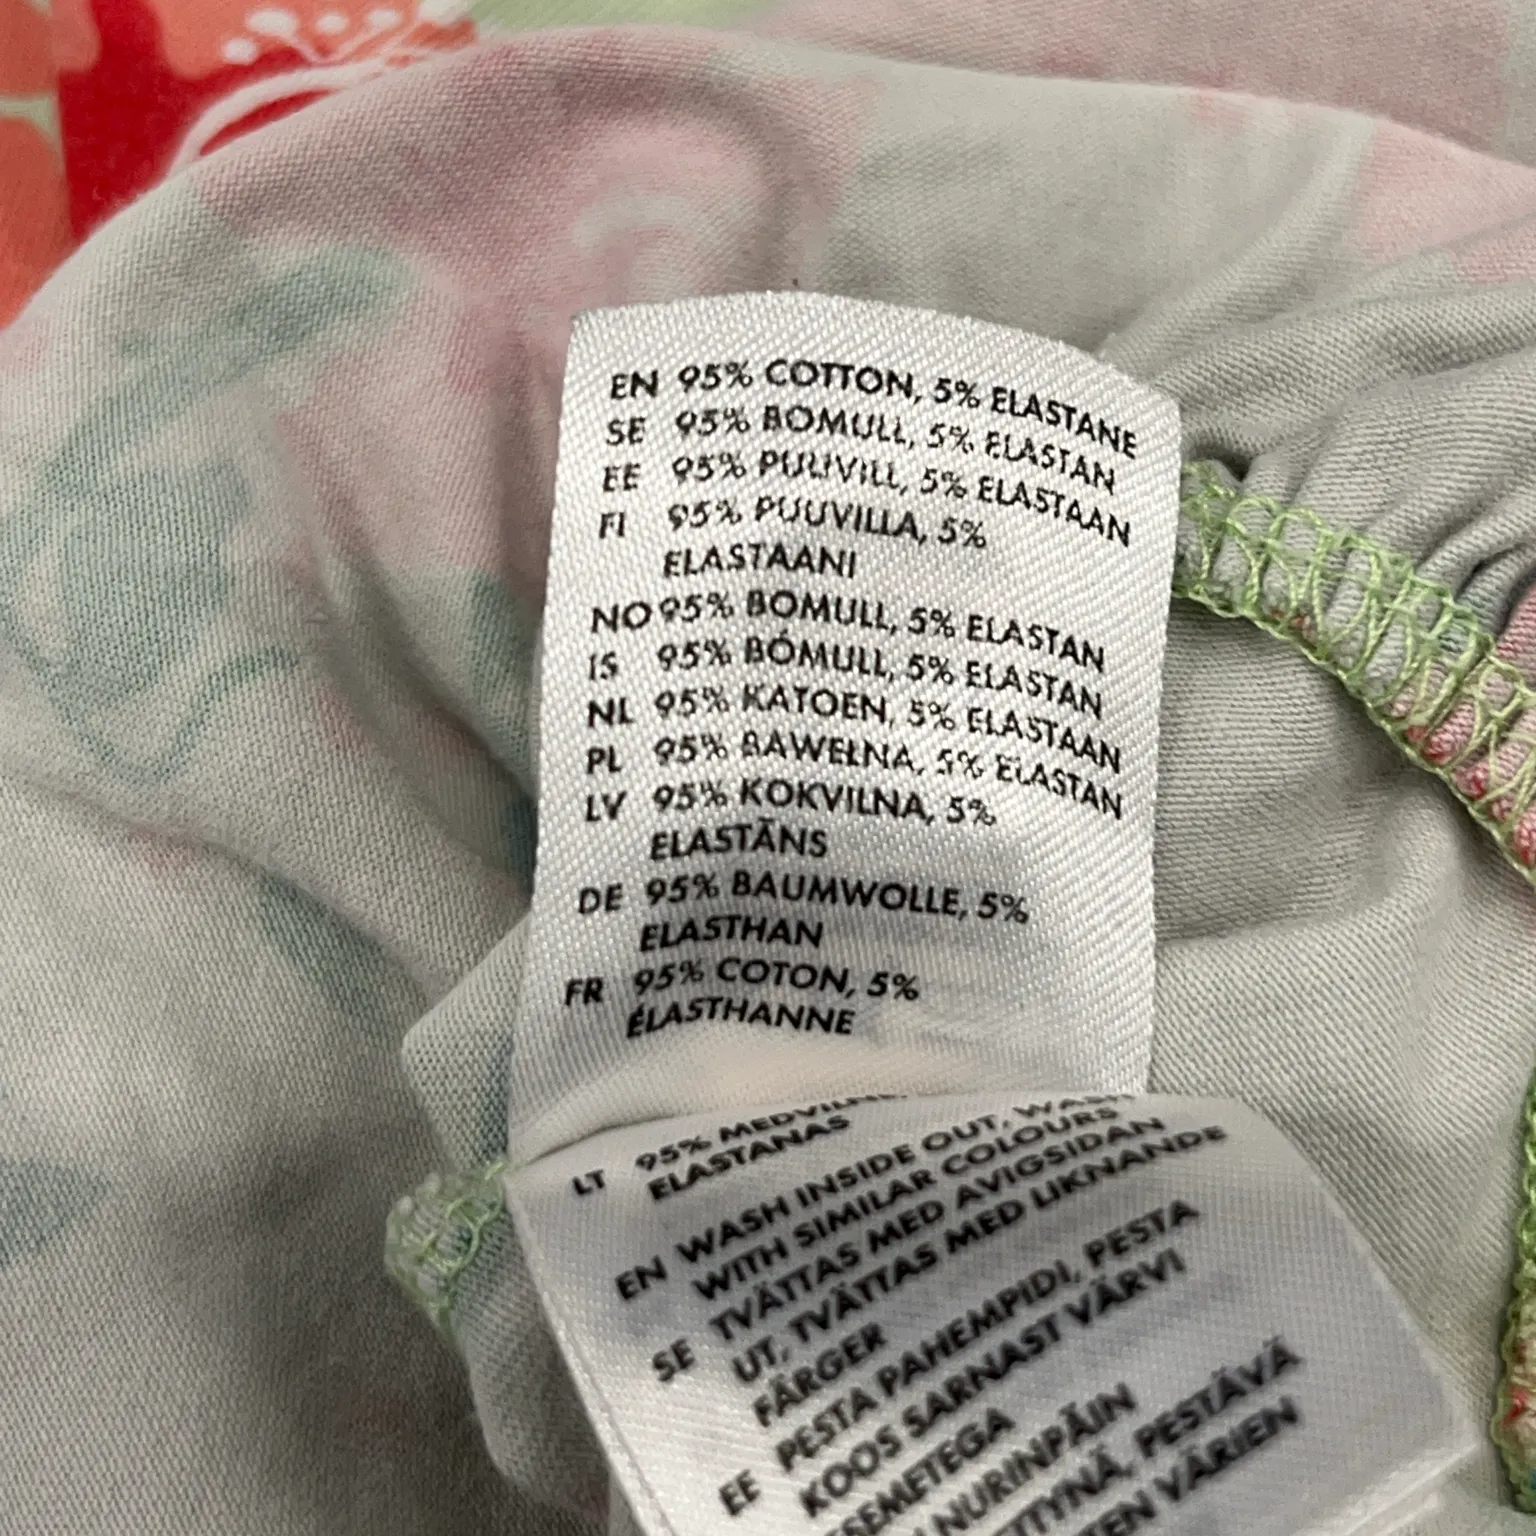 EN 95% COTTON, 5% ELASTANE
SE 95% BOMULL, 5% ELASTAN
EE 95% PUUVILL, 5% ELASTAAN
FI 95% PUUVILLA, 5%
ELASTAANI
NO 95% BOMULL, 5% ELASTAN
IS 95% BÓMULL, 5% ELASTAN
NL 95% KATOEN, 5% ELASTAAN
PL 95% BAWEŁNA, 5% ELASTAN
LV 95% KOKVILNA, 5%
ELASTĀNS
DE 95% BAUMWOLLE, 5%
ELASTHAN
FR 95% COTON, 5%
ÉLASTHANNE
LT 95%
ELASTANAS
EN WASH INSIDE OUT, WASH
WITH SIMILAR COLOURS
SE TVÄTTAS MED AVIGSIDAN
UT, TVÄTTAS MED LIKNANDE
FÄRGER
EE PESTA PAHEMPIDI, PESTA
KOOS SARNAST VÄRVI
NURINPÄIN
PESTÄVÄ
VÄRIEN